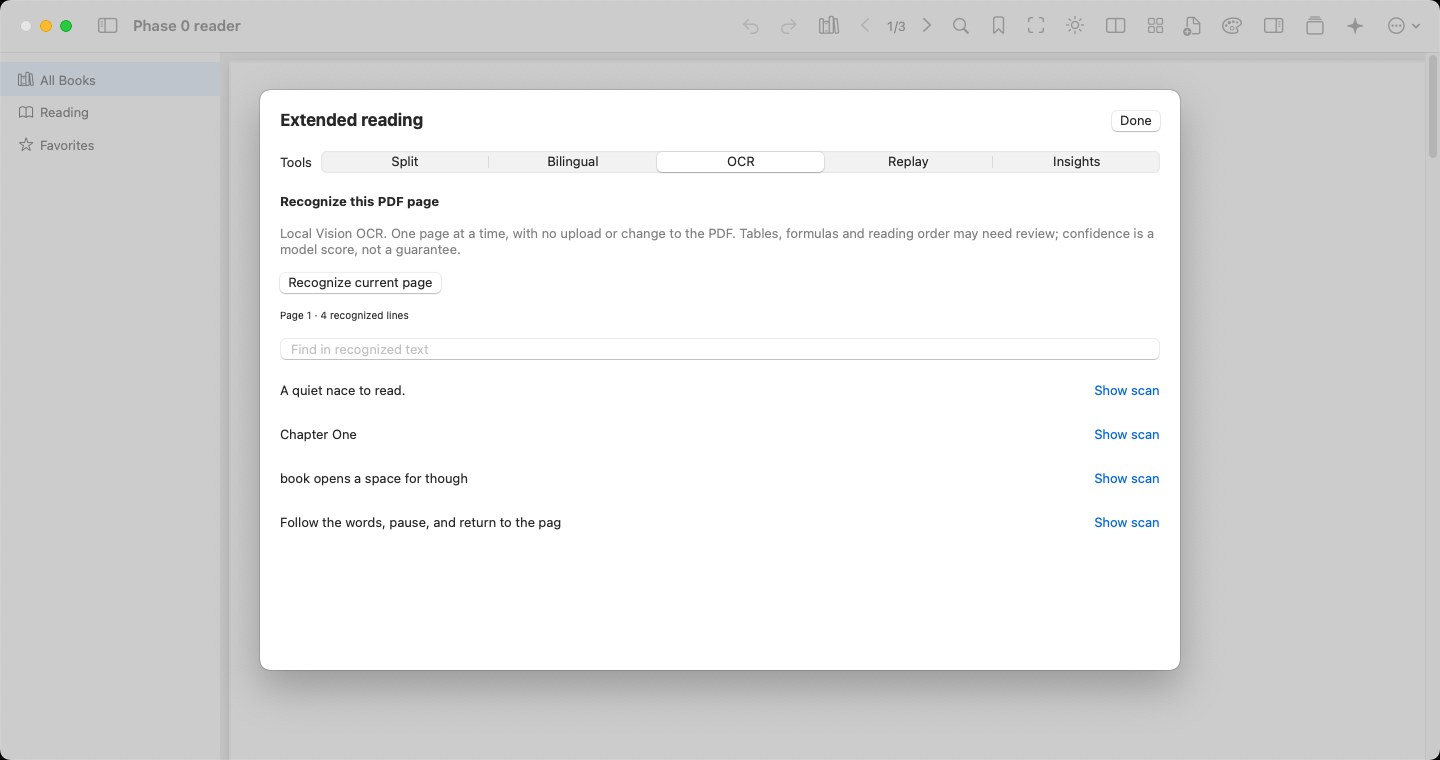 Phase 0 reader
1/3
All Books
Reading
Favorites
Extended reading
Done
Tools
Split
Bilingual
OCR
Replay
Insights
Recognize this PDF page
Local Vision OCR. One page at a time, with no upload or change to the PDF. Tables, formulas and reading order may need review; confidence is a
model score, not a guarantee.
Recognize current page
Page 1 · 4 recognized lines
Find in recognized text
A quiet nace to read.
Show scan
Chapter One
Show scan
book opens a space for though
Show scan
Follow the words, pause, and return to the pag
Show scan